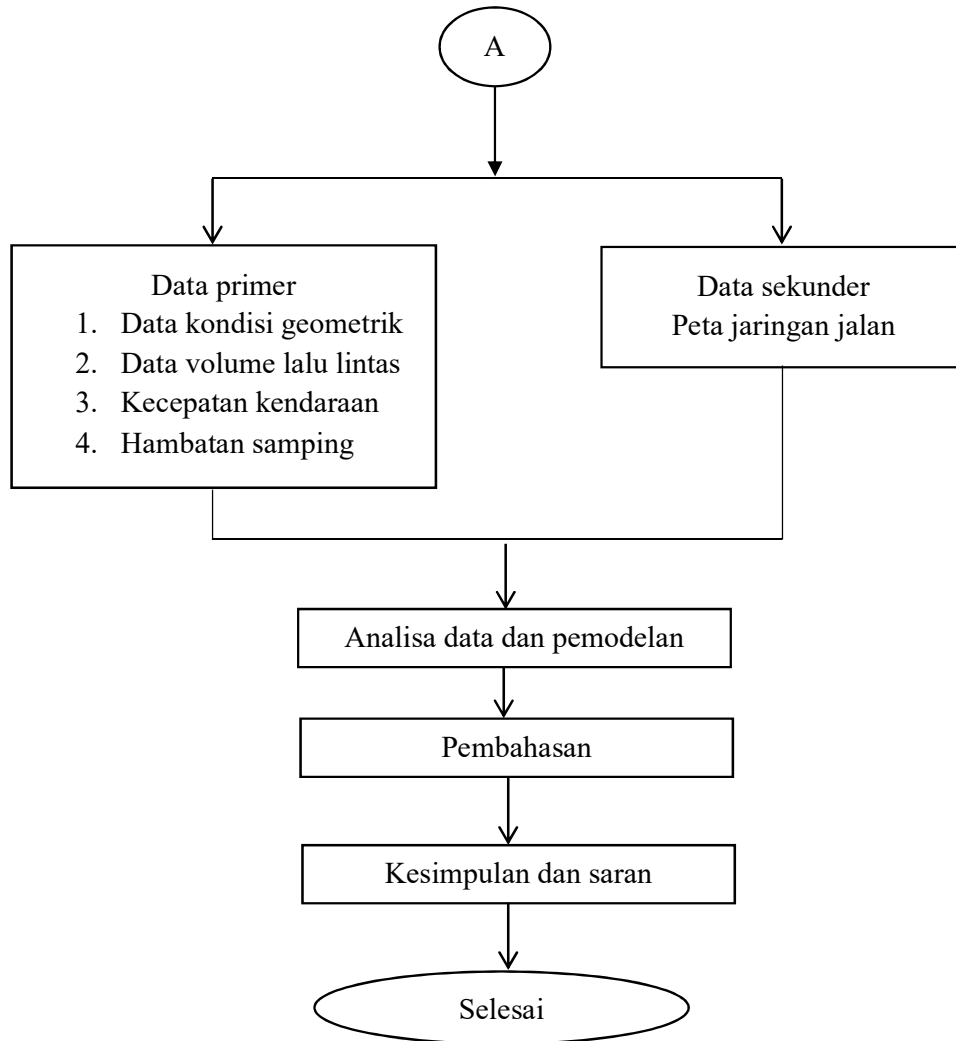 A
Data primer
1. Data kondisi geometrik
2. Data volume lalu lintas
3. Kecepatan kendaraan
4. Hambatan samping
Data sekunder
Peta jaringan jalan
Analisa data dan pemodelan
Pembahasan
Kesimpulan dan saran
Selesai